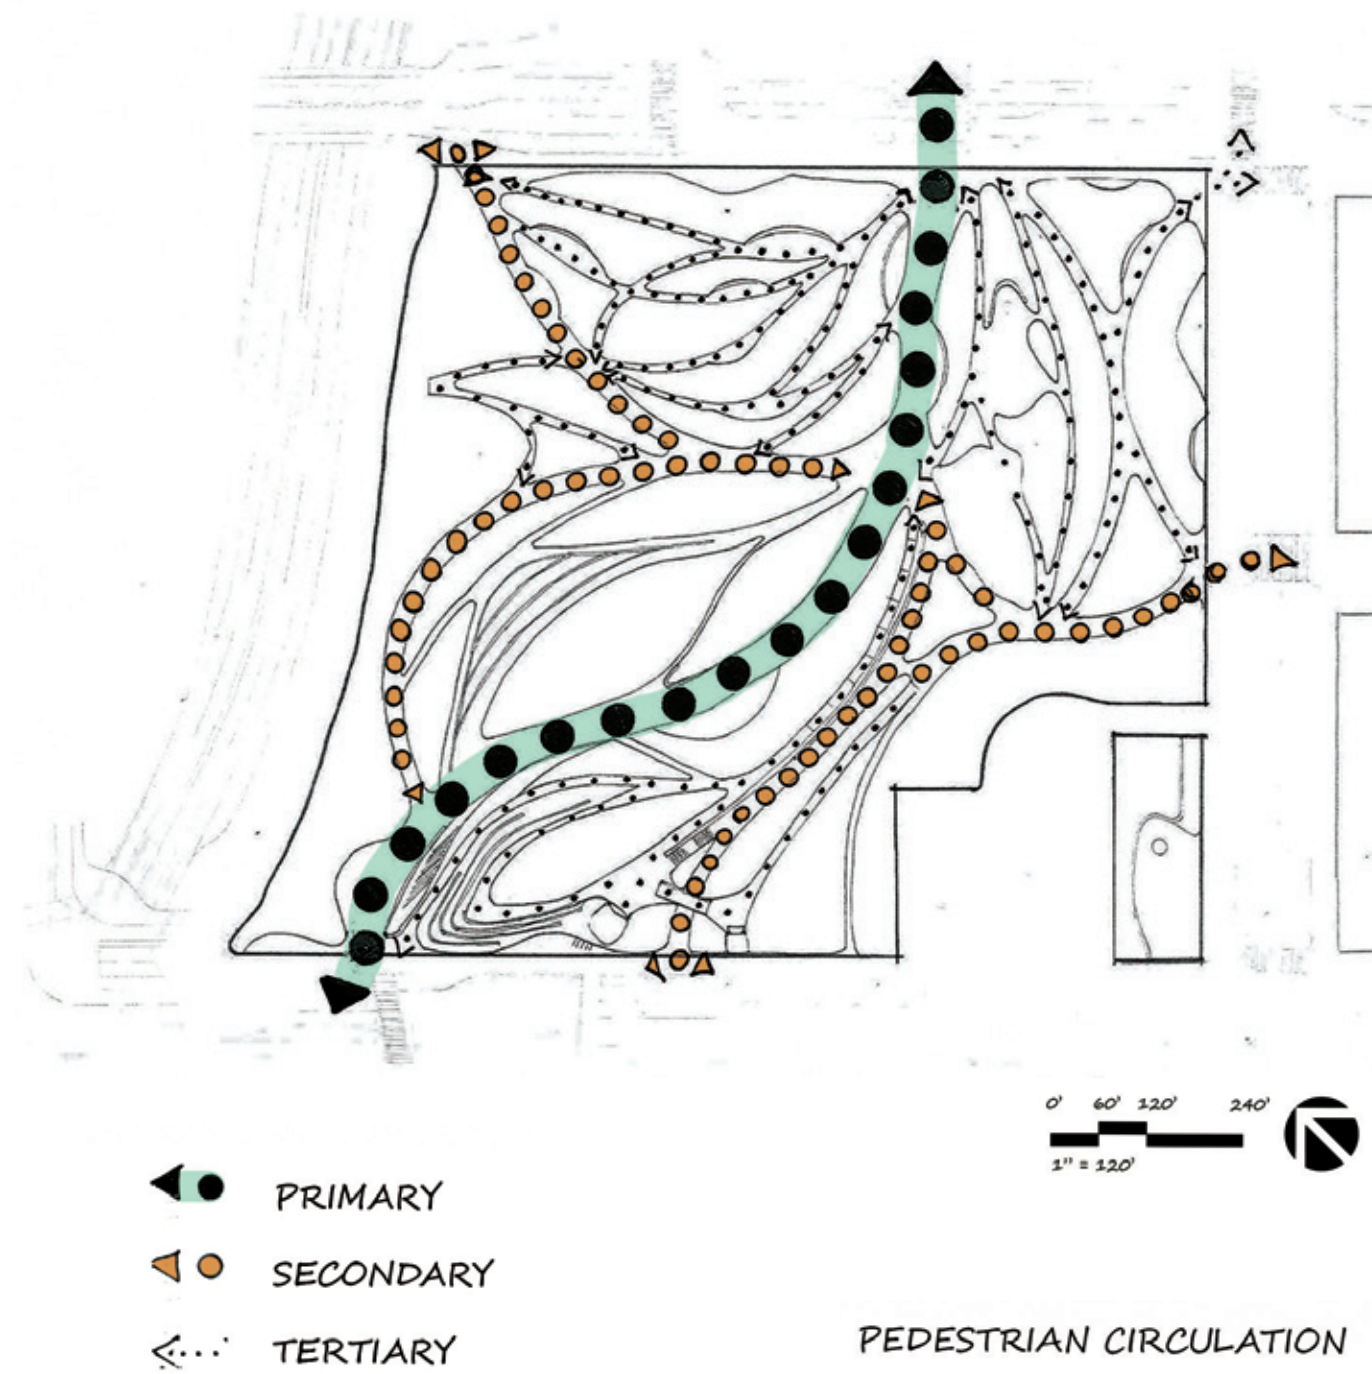 0' 60' 120' 240'
1" = 120'
PRIMARY
SECONDARY
TERTIARY
PEDESTRIAN CIRCULATION